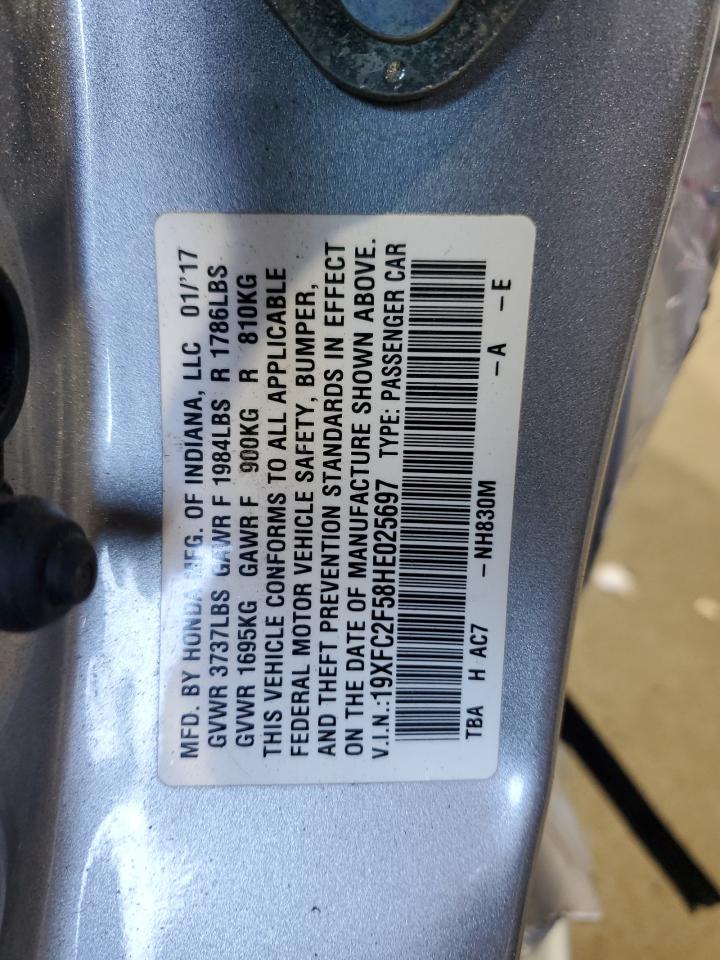 MFD. BY HONDA MFG. OF INDIANA, LLC 01/'17
GVWR 3737LBS GAWR F 1984LBS R 1786LBS
GVWR 1695KG GAWR F 900KG R 810KG
THIS VEHICLE CONFORMS TO ALL APPLICABLE
FEDERAL MOTOR VEHICLE SAFETY, BUMPER,
AND THEFT PREVENTION STANDARDS IN EFFECT
ON THE DATE OF MANUFACTURE SHOWN ABOVE.
V.I.N.:19XFC2F58HE025697 TYPE: PASSENGER CAR
TBA H AC7 -NH830M -A -E